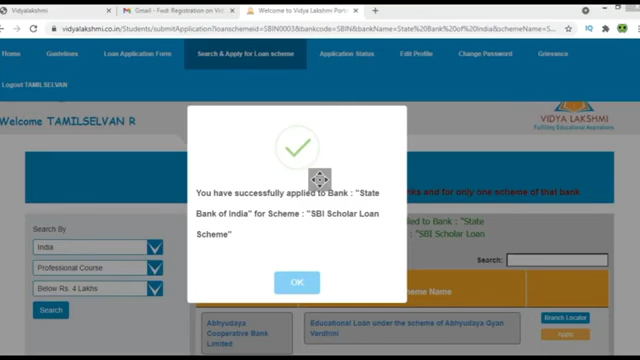 Vidyalakshmi
Gmail - Fwd: Registration on Vid
Welcome to Vidya Lakshmi Port
vidyalakshmi.co.in/Students/submitApplication?loanschemeid=SBIN0003&bankcode=SBIN&bankName=State%20Bank%20of%20India&schemeName=S...
Home
Guidelines
Loan Application Form
Search & Apply for Loan scheme
Application Status
Edit Profile
Change Password
Grievance
Logout TAMILSELVAN
Welcome TAMILSELVAN R
VIDYA LAKSHMI
Fulfilling Educational Aspirations
You have successfully applied to Bank : "State
Bank of India" for Scheme : "SBI Scholar Loan
Scheme"
OK
nks and for only one scheme of that bank
ied to Bank : "State
: "SBI Scholar Loan
Search By
India
Professional Course
Below Rs. 4 Lakhs
Search
Search:
heme Name
Abhyudaya
Cooperative Bank
Limited
Educational Loan under the scheme of Abhyudaya Gyan
Vardhini
Branch Locator
Apply